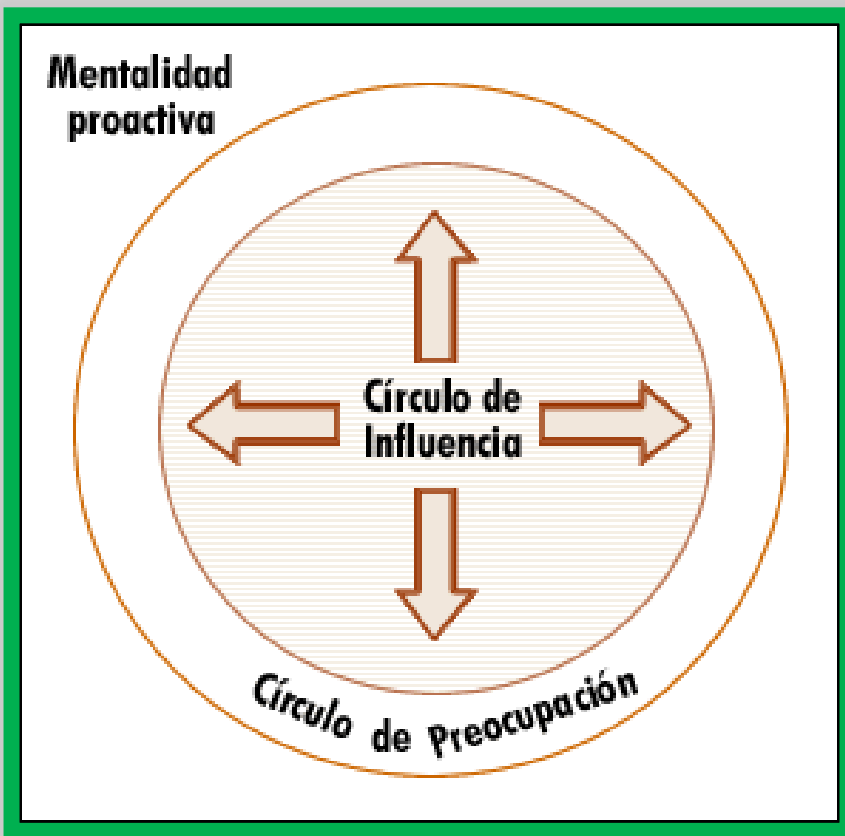 Mentalidad
proactiva
Círculo de
Influencia
Círculo de Preocupación